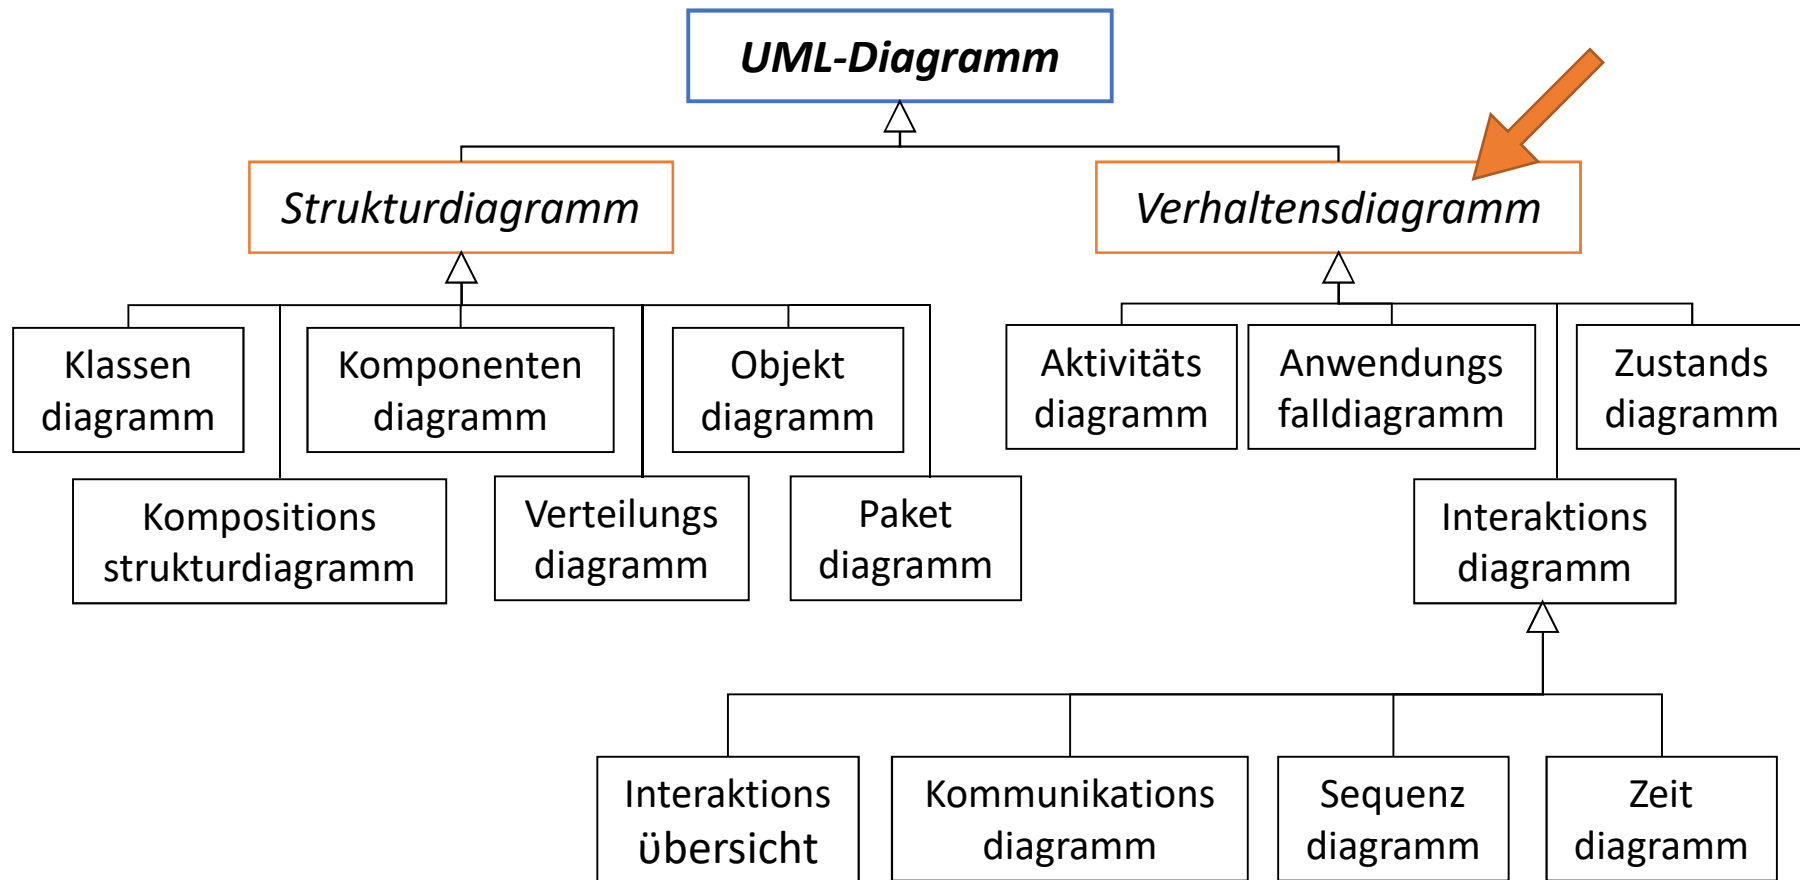 UML-Diagramm
Strukturdiagramm
Verhaltensdiagramm
Klassen
diagramm
Komponenten
diagramm
Objekt
diagramm
Aktivitäts
diagramm
Anwendungs
falldiagramm
Zustands
diagramm
Kompositions
strukturdiagramm
Verteilungs
diagramm
Paket
diagramm
Interaktions
diagramm
Interaktions
übersicht
Kommunikations
diagramm
Sequenz
diagramm
Zeit
diagramm